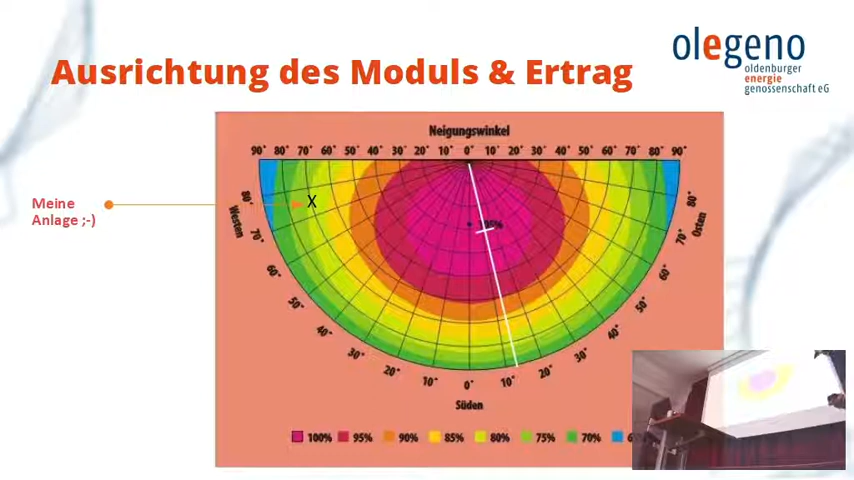 olegeno
oldenburger
energie
genossenschaft eG
Ausrichtung des Moduls & Ertrag
Neigungswinkel
90° 80° 70° 60° 50° 40° 30° 20° 10° 0° 10° 20° 30° 40° 50° 60° 70° 80° 90°
Meine
Anlage ;-)
X
80° 70° 60° 50° 40° 30° 20° 10° 0° 10° 20° 30° 40° 50° 60° 70° 80°
Westen
Osten
100%
Süden
100% 95% 90% 85% 80% 75% 70%